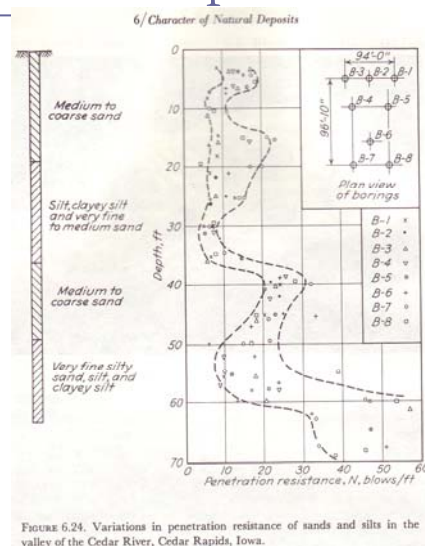 6/Character of Natural Deposits
Medium to
coarse sand
Silt, clayey silt
and very fine
to medium sand
Medium to
coarse sand
Very fine silty
sand, silt, and
clayey silt
Depth, ft
0
10
20
30
40
50
60
70
94'-0"
B-3 B-2 B-1
96'-10"
B-4 B-5
B-6
B-7 B-8
Plan view
of borings
B-1 ×
B-2 •
B-3 △
B-4 ▽
B-5
B-6 +
B-7 ○
B-8 □
0 10 20 30 40 50 60
Penetration resistance, N, blows/ft
FIGURE 6.24. Variations in penetration resistance of sands and silts in the
valley of the Cedar River, Cedar Rapids, Iowa.